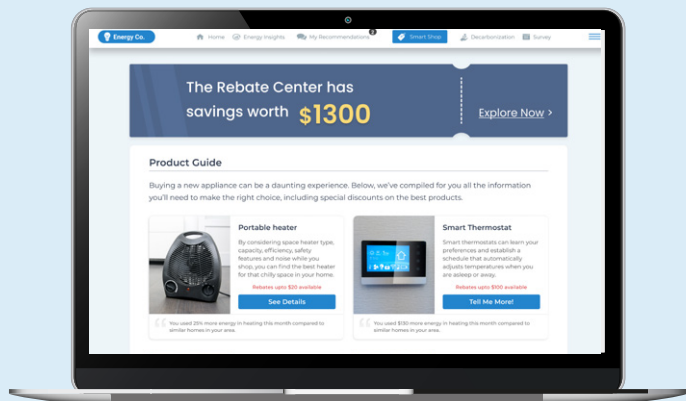 Energy Co.
Home
Energy Insights
My Recommendations
2
Smart Shop
Decarbonization
Survey
The Rebate Center has
savings worth $1300
Explore Now >
Product Guide
Buying a new appliance can be a daunting experience. Below, we've compiled for you all the information
you'll need to make the right choice, including special discounts on the best products.
Portable heater
By considering space heater type,
capacity, efficiency, safety
features and noise while you
shop, you can find the best heater
for that chilly space in your home.
Rebates upto $20 available
See Details
You used 25% more energy in heating this month compared to
similar homes in your area.
Smart Thermostat
Smart thermostats can learn your
preferences and establish a
schedule that automatically
adjusts temperatures when you
are asleep or away.
Rebates upto $100 available
Tell Me More!
You used $130 more energy in heating this month compared to
similar homes in your area.